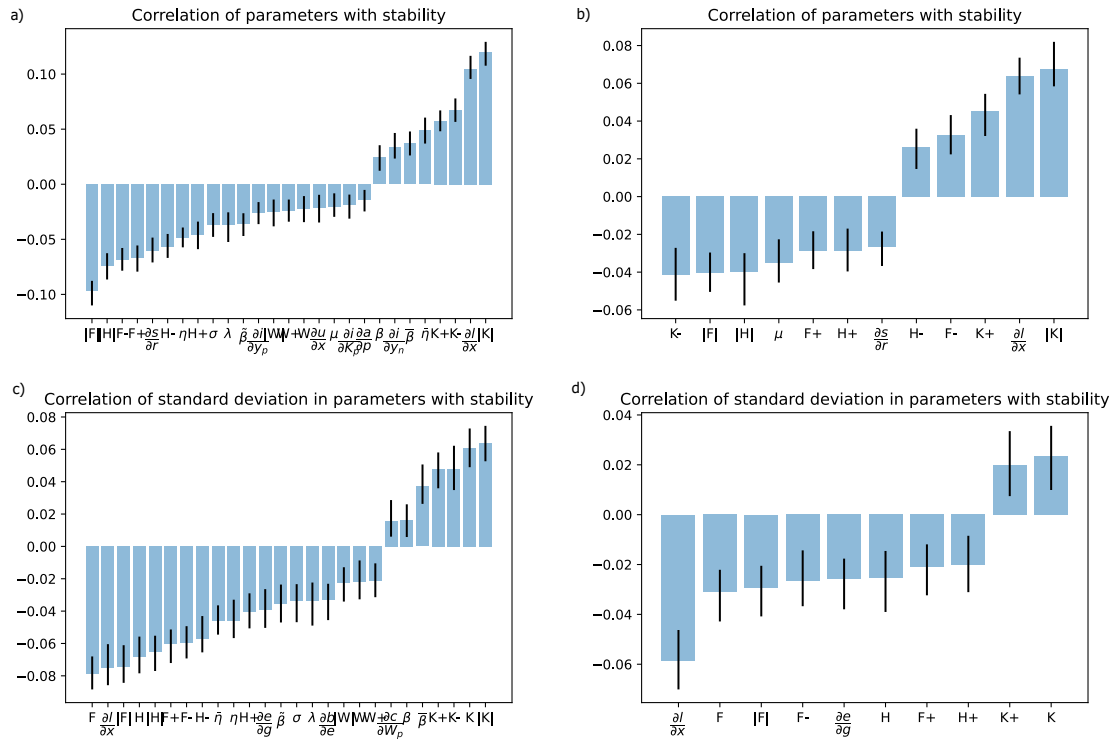 a)
Correlation of parameters with stability
0.10
0.05
0.00
−0.05
−0.10
|F| |H| F- F+ ∂s/∂r H- η H+ σ λ β̃ ∂i/∂y_p |W| W+ W ∂u/∂x μ ∂i/∂K_p ∂a/∂p β ∂i/∂y_n β̅ η̄ K+ K- ∂l/∂x |K|
b)
Correlation of parameters with stability
0.08
0.06
0.04
0.02
0.00
−0.02
−0.04
−0.06
K- |F| |H| μ F+ H+ ∂s/∂r H- F- K+ ∂l/∂x |K|
c)
Correlation of standard deviation in parameters with stability
0.08
0.06
0.04
0.02
0.00
−0.02
−0.04
−0.06
−0.08
F ∂l/∂x |F| H |H| F+ F- H- η̄ η H+ ∂e/∂g β̃ σ λ ∂b/∂e |W| W W+ ∂c/∂W_p β β̅ K+ K- K |K|
d)
Correlation of standard deviation in parameters with stability
0.04
0.02
0.00
−0.02
−0.04
−0.06
∂l/∂x F |F| F- ∂e/∂g H F+ H+ K+ K